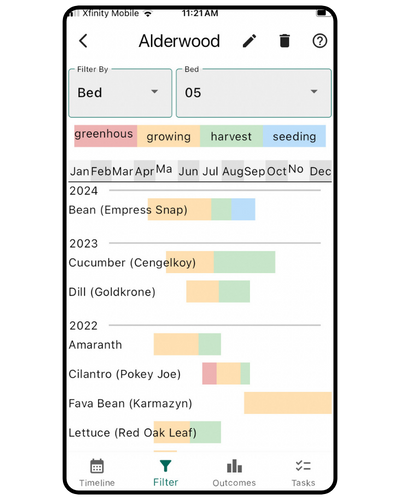 Xfinity Mobile 11:21 AM
Alderwood
Filter By Bed
Bed 05
greenhous growing harvest seeding
Jan Feb Mar Apr Ma Jun Jul Aug Sep Oct No Dec
2024
Bean (Empress Snap)
2023
Cucumber (Cengelkoy)
Dill (Goldkrone)
2022
Amaranth
Cilantro (Pokey Joe)
Fava Bean (Karmazyn)
Lettuce (Red Oak Leaf)
Timeline Filter Outcomes Tasks